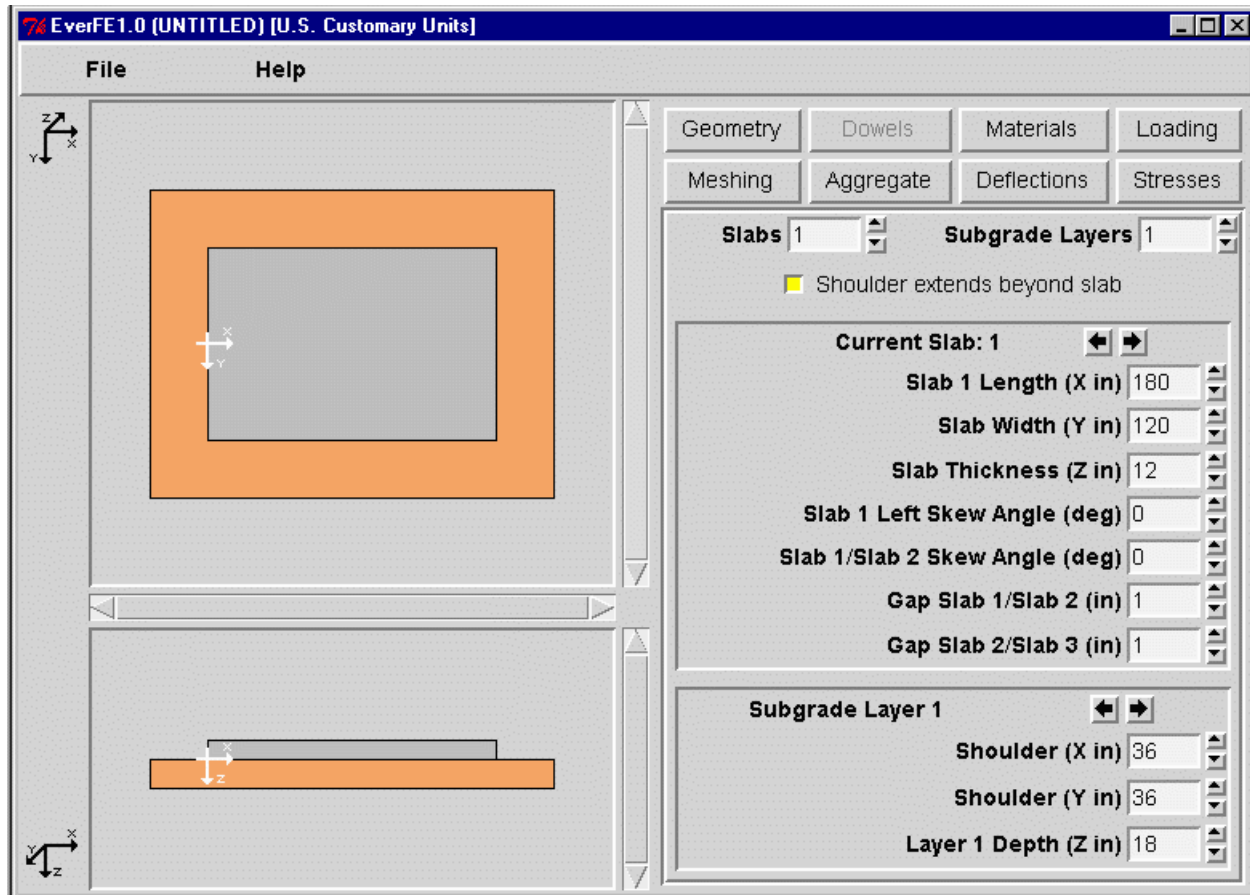 EverFE1.0 (UNTITLED) [U.S. Customary Units]
File Help
Z X Y
Geometry Dowels Materials Loading
Meshing Aggregate Deflections Stresses
Slabs 1 Subgrade Layers 1
Shoulder extends beyond slab
Current Slab: 1
Slab 1 Length (X in) 180
Slab Width (Y in) 120
Slab Thickness (Z in) 12
Slab 1 Left Skew Angle (deg) 0
Slab 1/Slab 2 Skew Angle (deg) 0
Gap Slab 1/Slab 2 (in) 1
Gap Slab 2/Slab 3 (in) 1
X
Y
Subgrade Layer 1
Shoulder (X in) 36
Shoulder (Y in) 36
Layer 1 Depth (Z in) 18
X
Z
Y X Z